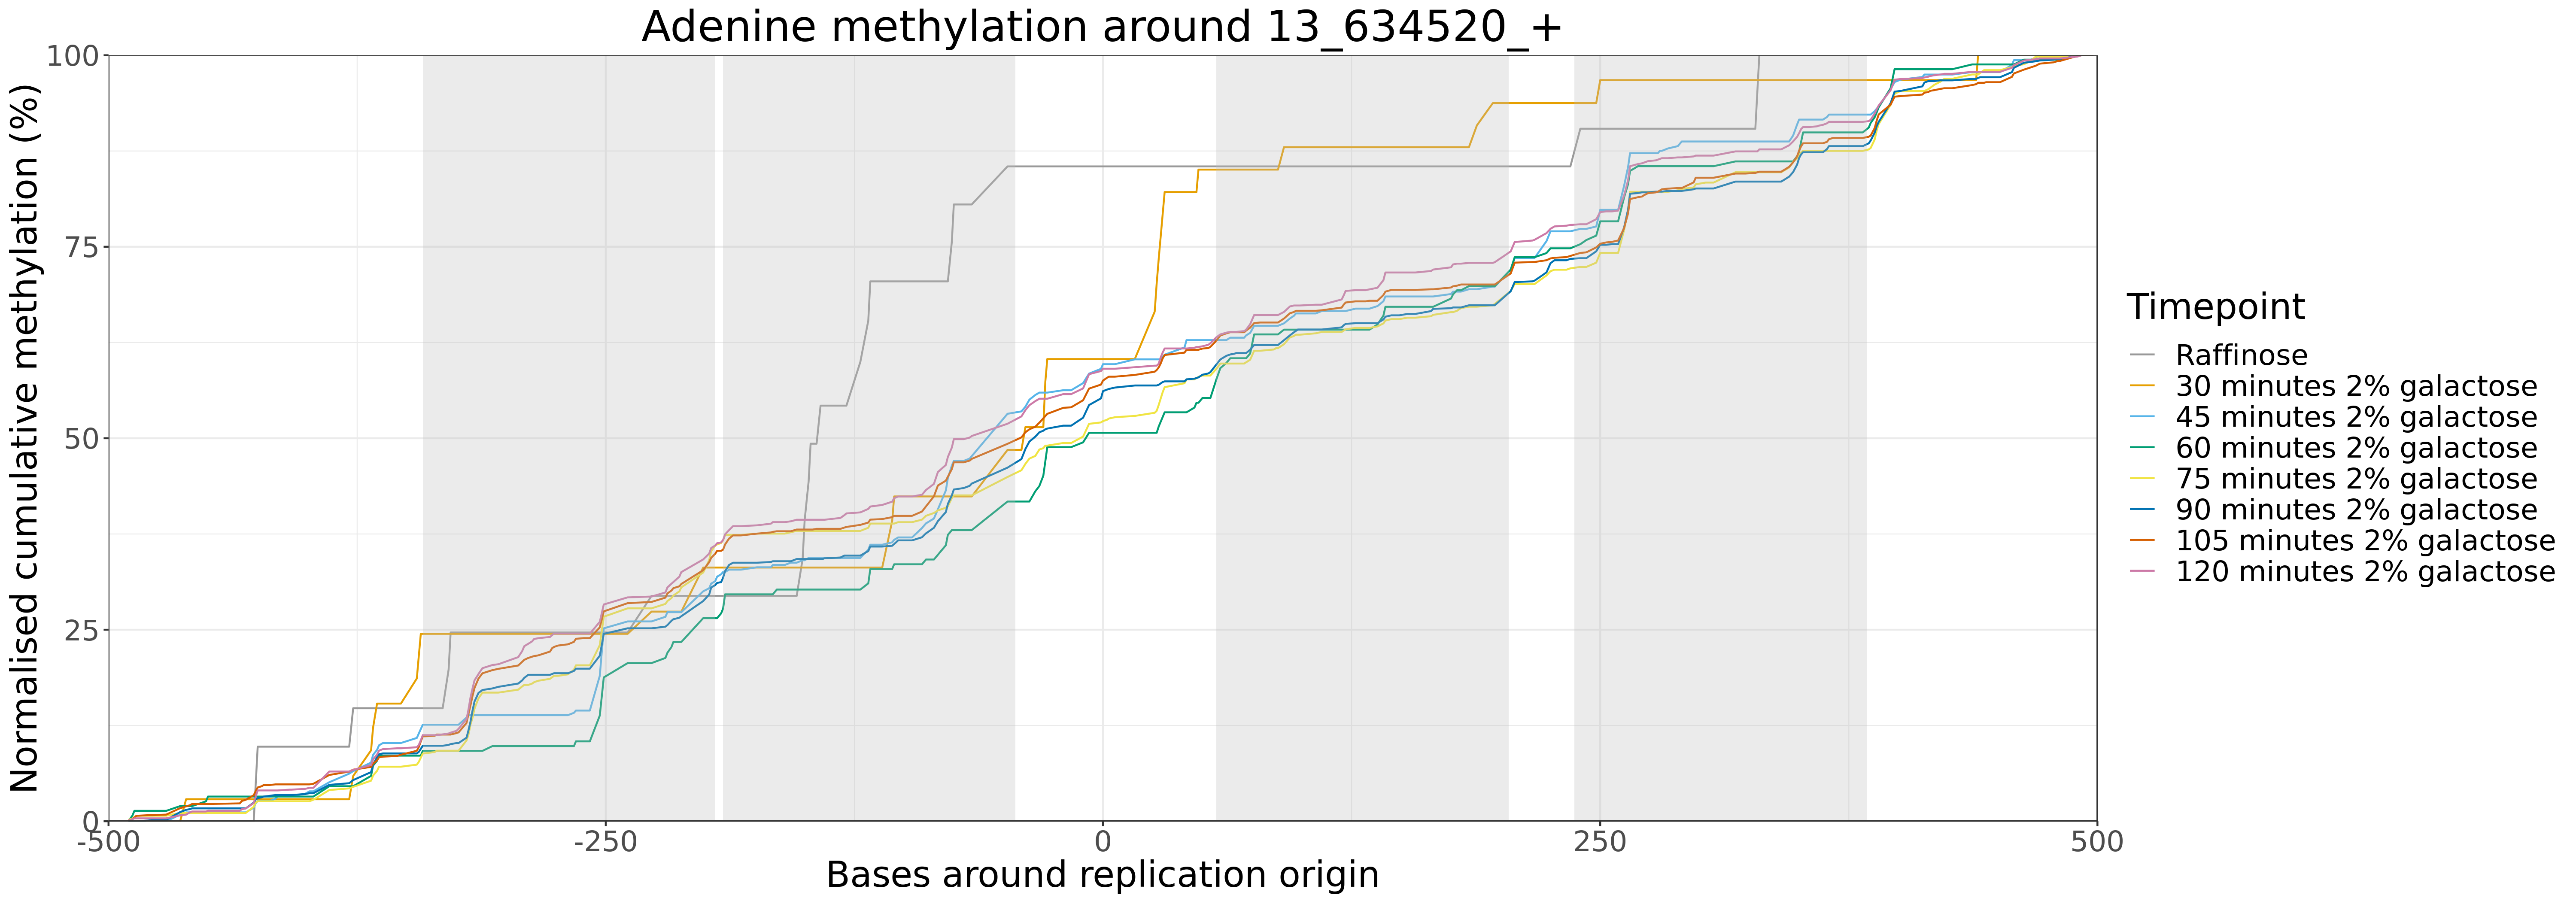 Adenine methylation around 13_634520_+
Normalised cumulative methylation (%)
100
75
50
25
0
-500
-250
0
250
500
Bases around replication origin
Timepoint
Raffinose
30 minutes 2% galactose
45 minutes 2% galactose
60 minutes 2% galactose
75 minutes 2% galactose
90 minutes 2% galactose
105 minutes 2% galactose
120 minutes 2% galactose